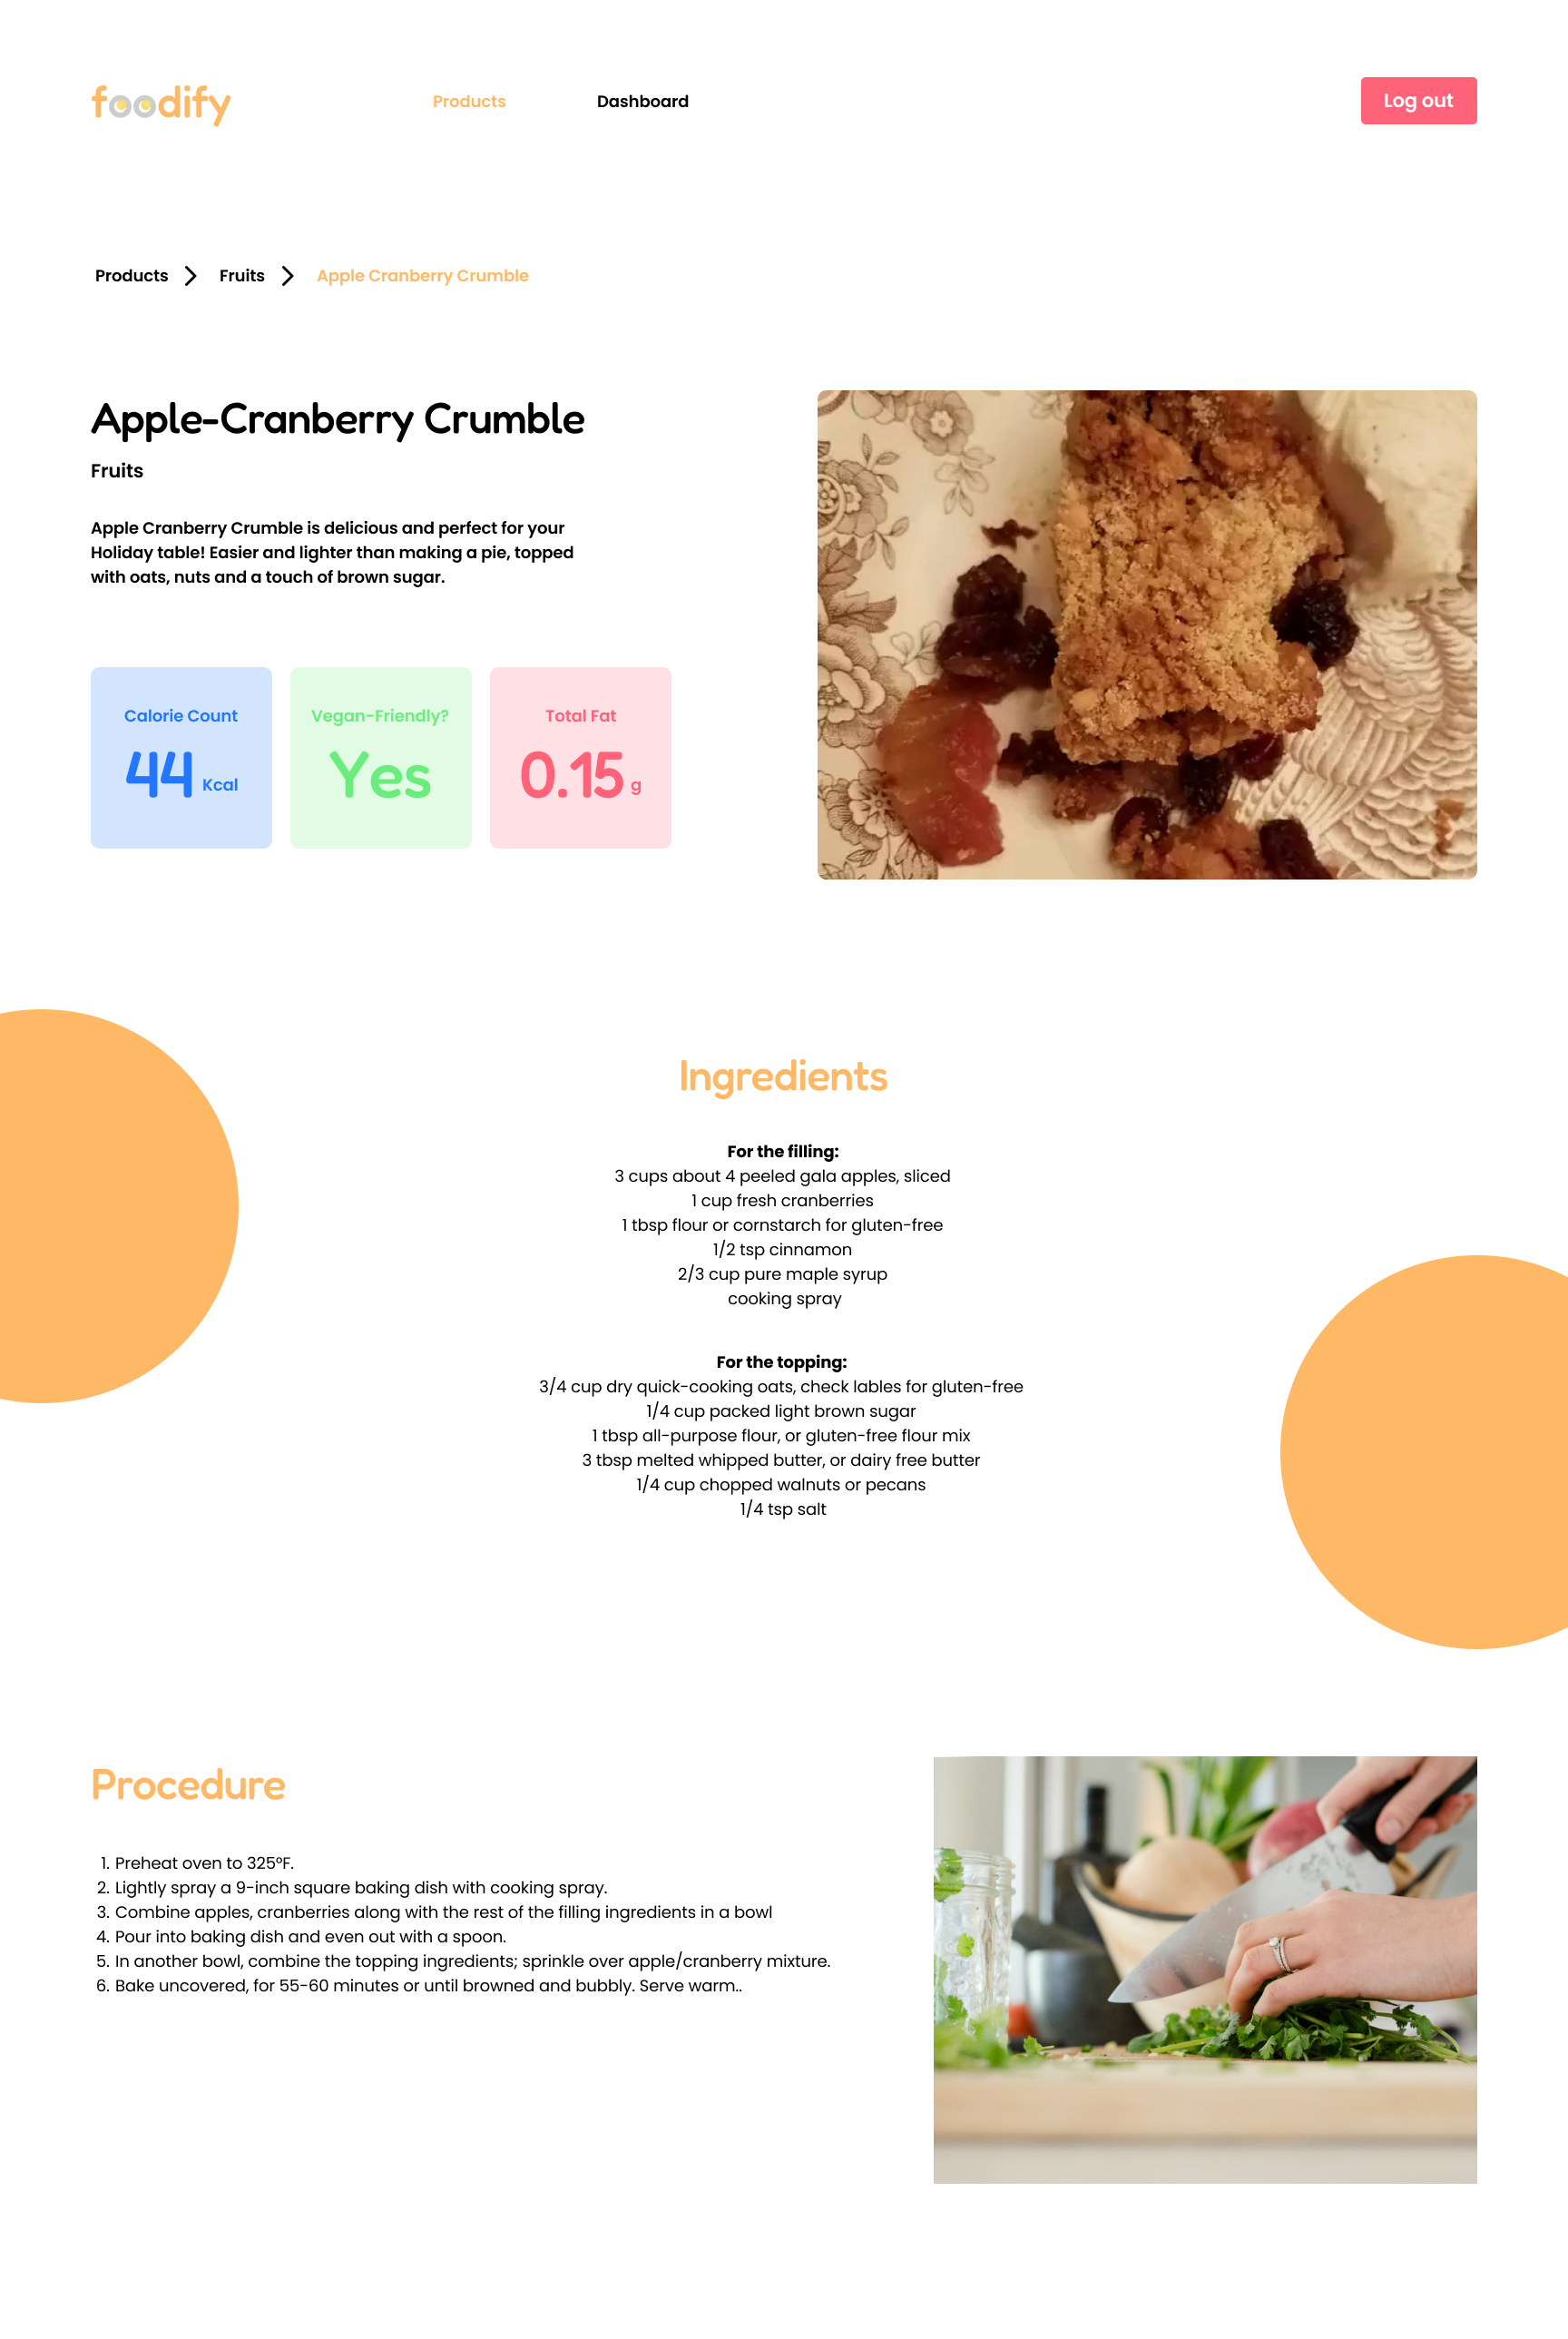 foodify
Products
Dashboard
Log out
Products
Fruits
Apple Cranberry Crumble
Apple-Cranberry Crumble
Fruits
Apple Cranberry Crumble is delicious and perfect for your
Holiday table! Easier and lighter than making a pie, topped
with oats, nuts and a touch of brown sugar.
Calorie Count
44 Kcal
Vegan-Friendly?
Yes
Total Fat
0.15 g
Ingredients
For the filling:
3 cups about 4 peeled gala apples, sliced
1 cup fresh cranberries
1 tbsp flour or cornstarch for gluten-free
1/2 tsp cinnamon
2/3 cup pure maple syrup
cooking spray
For the topping:
3/4 cup dry quick-cooking oats, check lables for gluten-free
1/4 cup packed light brown sugar
1 tbsp all-purpose flour, or gluten-free flour mix
3 tbsp melted whipped butter, or dairy free butter
1/4 cup chopped walnuts or pecans
1/4 tsp salt
Procedure
1. Preheat oven to 325°F.
2. Lightly spray a 9-inch square baking dish with cooking spray.
3. Combine apples, cranberries along with the rest of the filling ingredients in a bowl
4. Pour into baking dish and even out with a spoon.
5. In another bowl, combine the topping ingredients; sprinkle over apple/cranberry mixture.
6. Bake uncovered, for 55-60 minutes or until browned and bubbly. Serve warm..